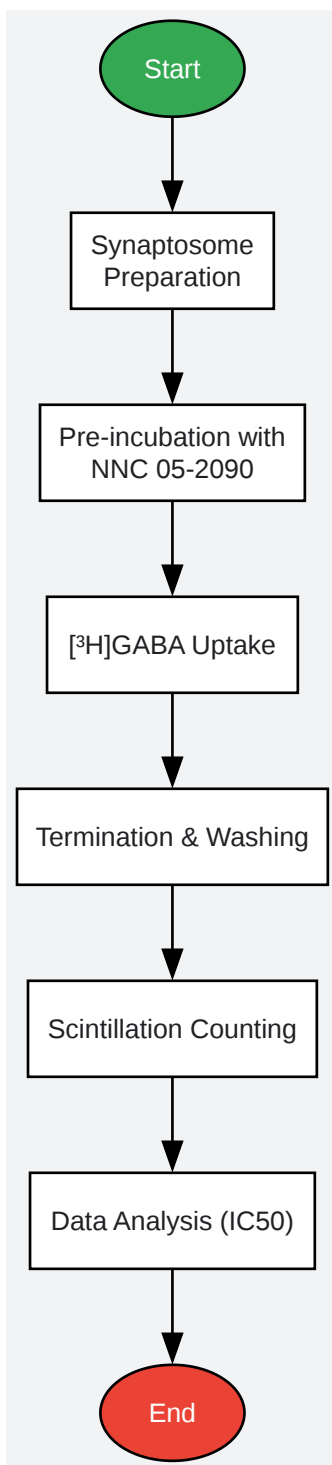 Start
Synaptosome
Preparation
Pre-incubation with
NNC 05-2090
[³H]GABA Uptake
Termination & Washing
Scintillation Counting
Data Analysis (IC50)
End